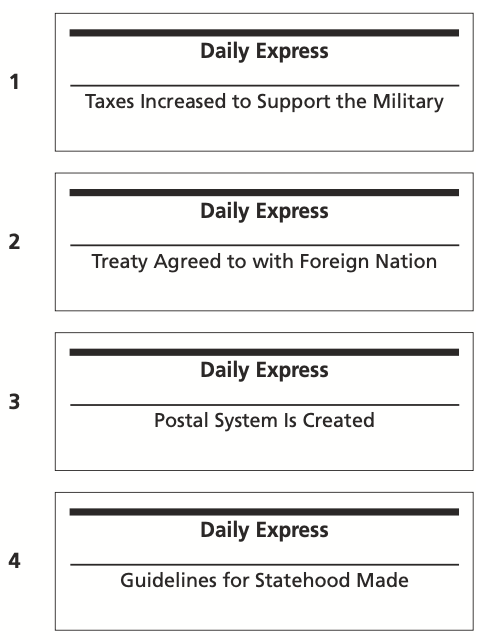 1
Daily Express
Taxes Increased to Support the Military
2
Daily Express
Treaty Agreed to with Foreign Nation
3
Daily Express
Postal System Is Created
4
Daily Express
Guidelines for Statehood Made